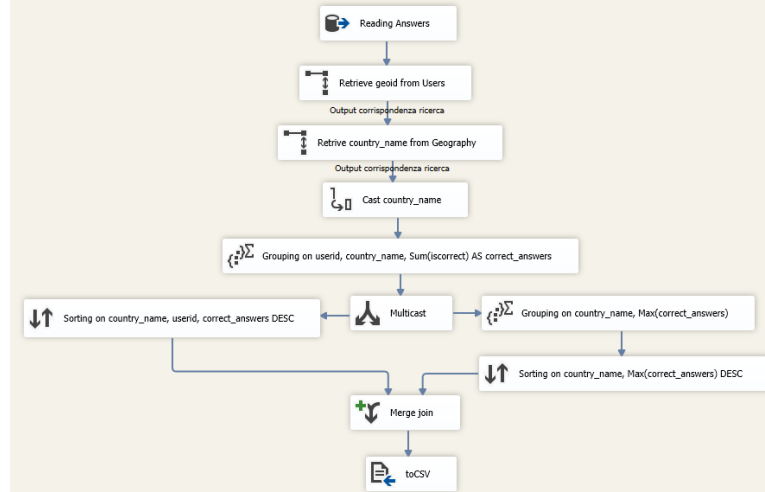 Reading Answers
Retrieve geoid from Users
Output corrispondenza ricerca
Retrive country_name from Geography
Output corrispondenza ricerca
Cast country_name
Grouping on userid, country_name, Sum(iscorrect) AS correct_answers
Sorting on country_name, userid, correct_answers DESC
Multicast
Grouping on country_name, Max(correct_answers)
Sorting on country_name, Max(correct_answers) DESC
Merge join
toCSV